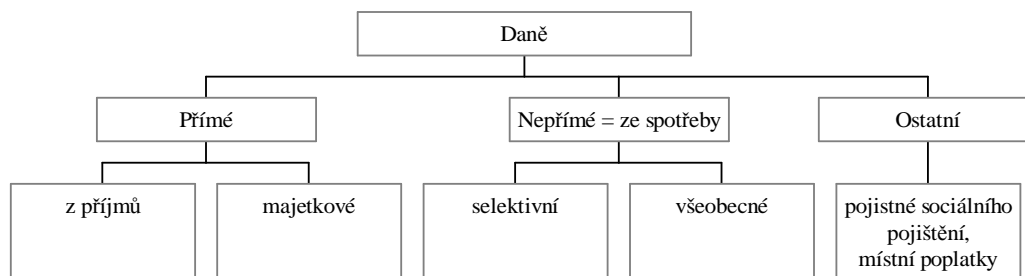 Daně
Přímé
Nepřímé = ze spotřeby
Ostatní
z příjmů
majetkové
selektivní
všeobecné
pojistné sociálního
pojištění,
místní poplatky